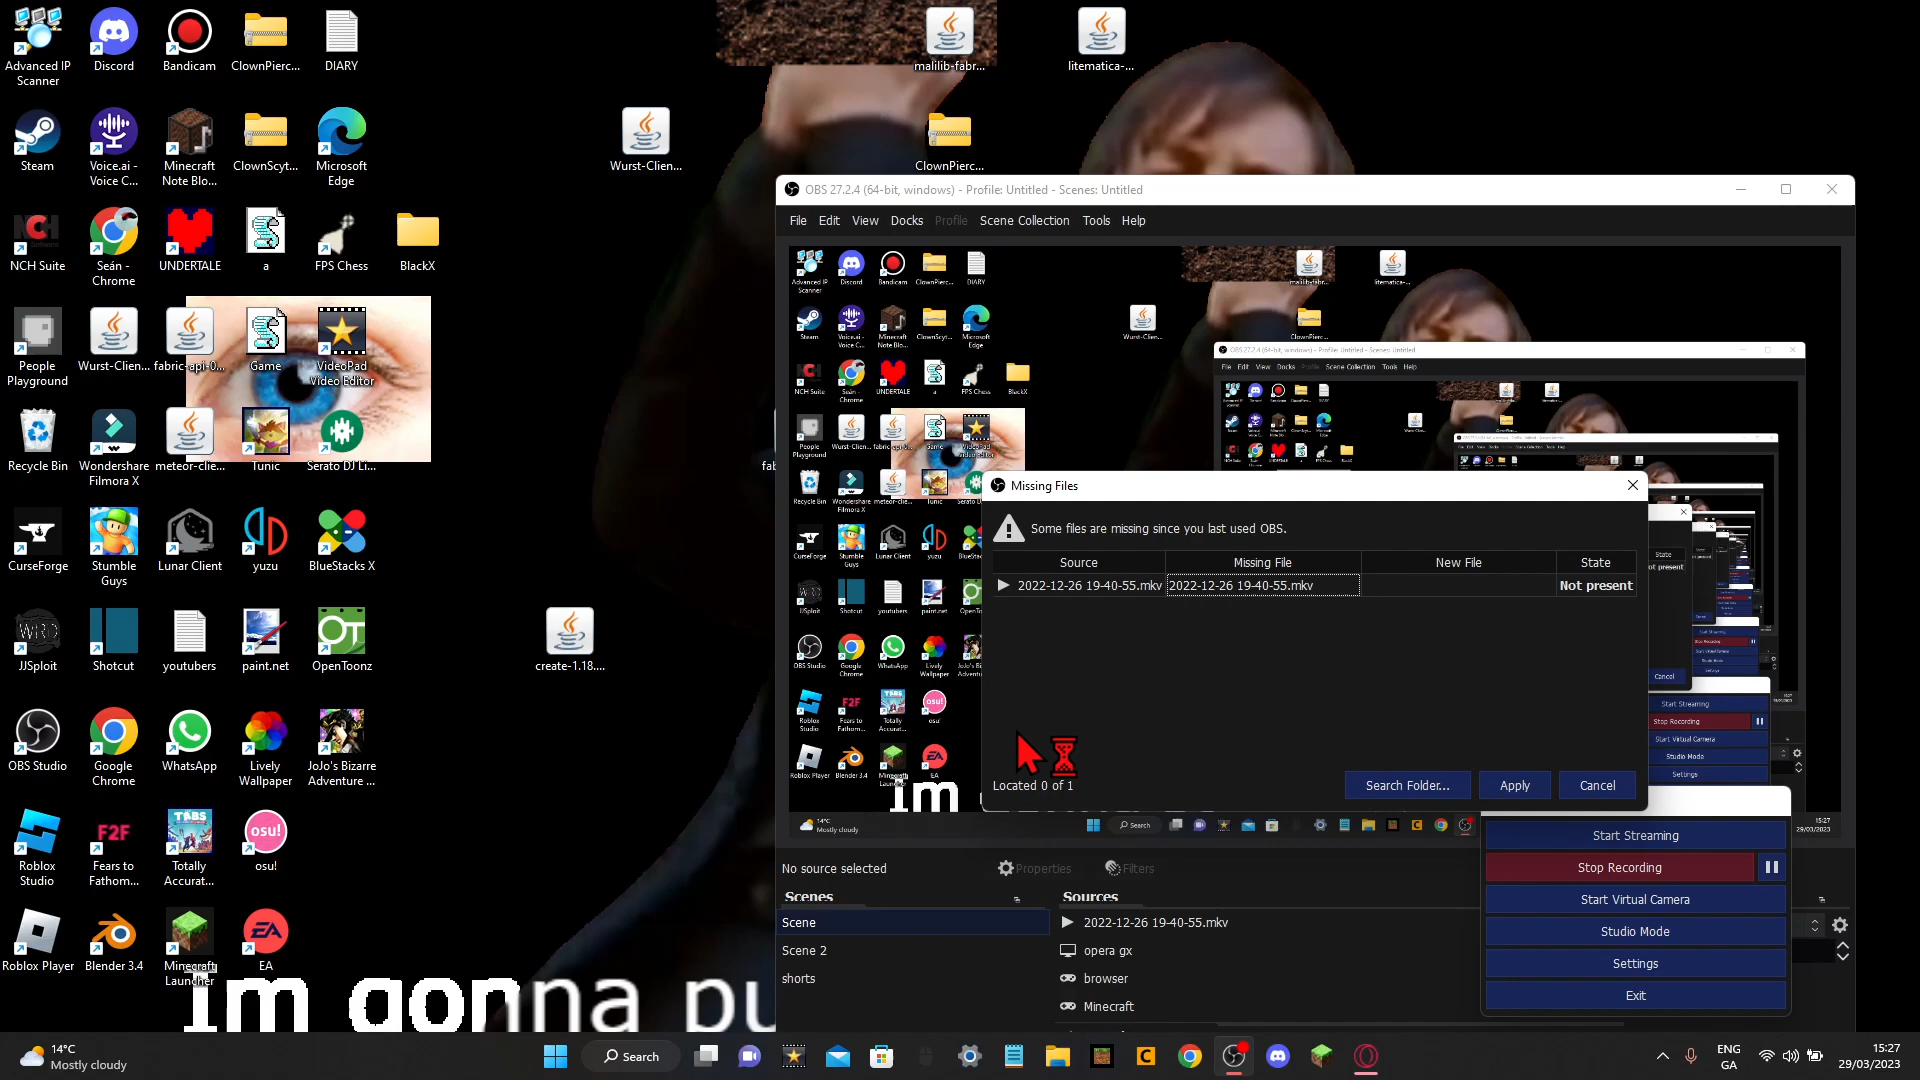 Advanced IP
Scanner
Discord
Bandicam
ClownPierc...
DIARY
malilib-fabr...
litematica-...
Steam
Voice.ai -
Voice C...
Minecraft
Note Blo...
ClownScyt...
Microsoft
Edge
Wurst-Clien...
ClownPierc...
NCH Suite
Seán -
Chrome
UNDERTALE
a
FPS Chess
BlackX
People
Playground
Wurst-Clien...
fabric-api-0...
Game
VideoPad
Video Editor
Recycle Bin
Wondershare
Filmora X
meteor-clie...
Tunic
Serato DJ Li...
CurseForge
Stumble
Guys
Lunar Client
yuzu
BlueStacks X
JJSploit
Shotcut
youtubers
paint.net
OpenToonz
create-1.18....
OBS Studio
Google
Chrome
WhatsApp
Lively
Wallpaper
JoJo's Bizarre
Adventure ...
Roblox
Studio
Fears to
Fathom...
Totally
Accurat...
osu!
Roblox Player
Blender 3.4
Minecraft
Launcher
EA
im gonna pu
OBS 27.2.4 (64-bit, windows) - Profile: Untitled - Scenes: Untitled
File Edit View Docks Profile Scene Collection Tools Help
Missing Files
Some files are missing since you last used OBS.
Source Missing File New File State
2022-12-26 19-40-55.mkv 2022-12-26 19-40-55.mkv Not present
Located 0 of 1
Search Folder... Apply Cancel
No source selected
Properties
Filters
Scenes
Scene
Scene 2
shorts
Sources
2022-12-26 19-40-55.mkv
opera gx
browser
Minecraft
Start Streaming
Stop Recording
Start Virtual Camera
Studio Mode
Settings
Exit
14°C
Mostly cloudy
Search
ENG
GA
15:27
29/03/2023